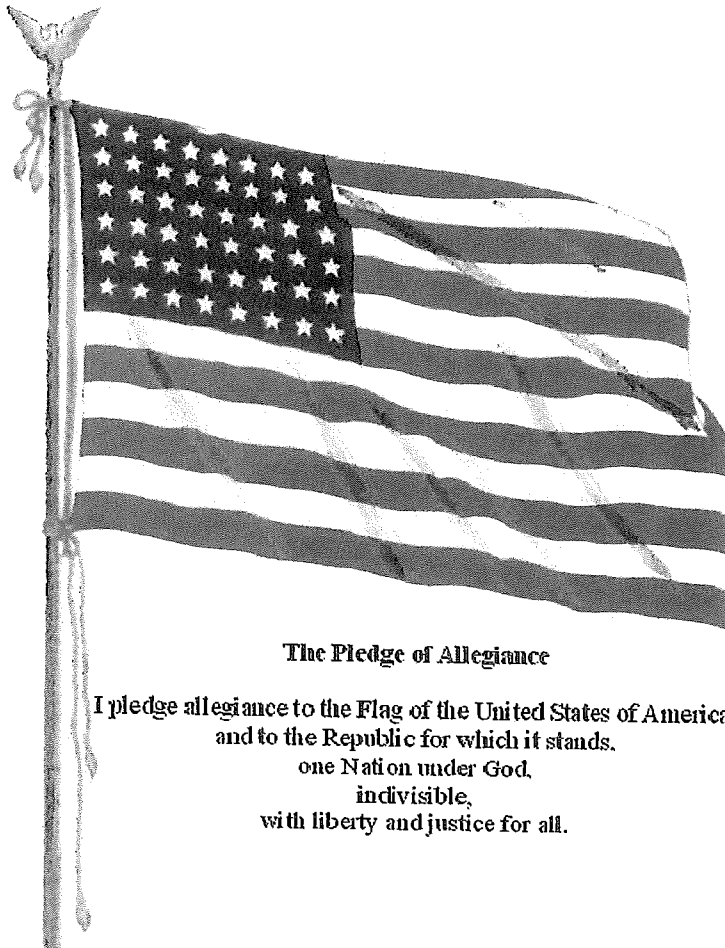 The Pledge of Allegiance
I pledge allegiance to the Flag of the United States of America
and to the Republic for which it stands.
one Nation under God,
indivisible,
with liberty and justice for all.